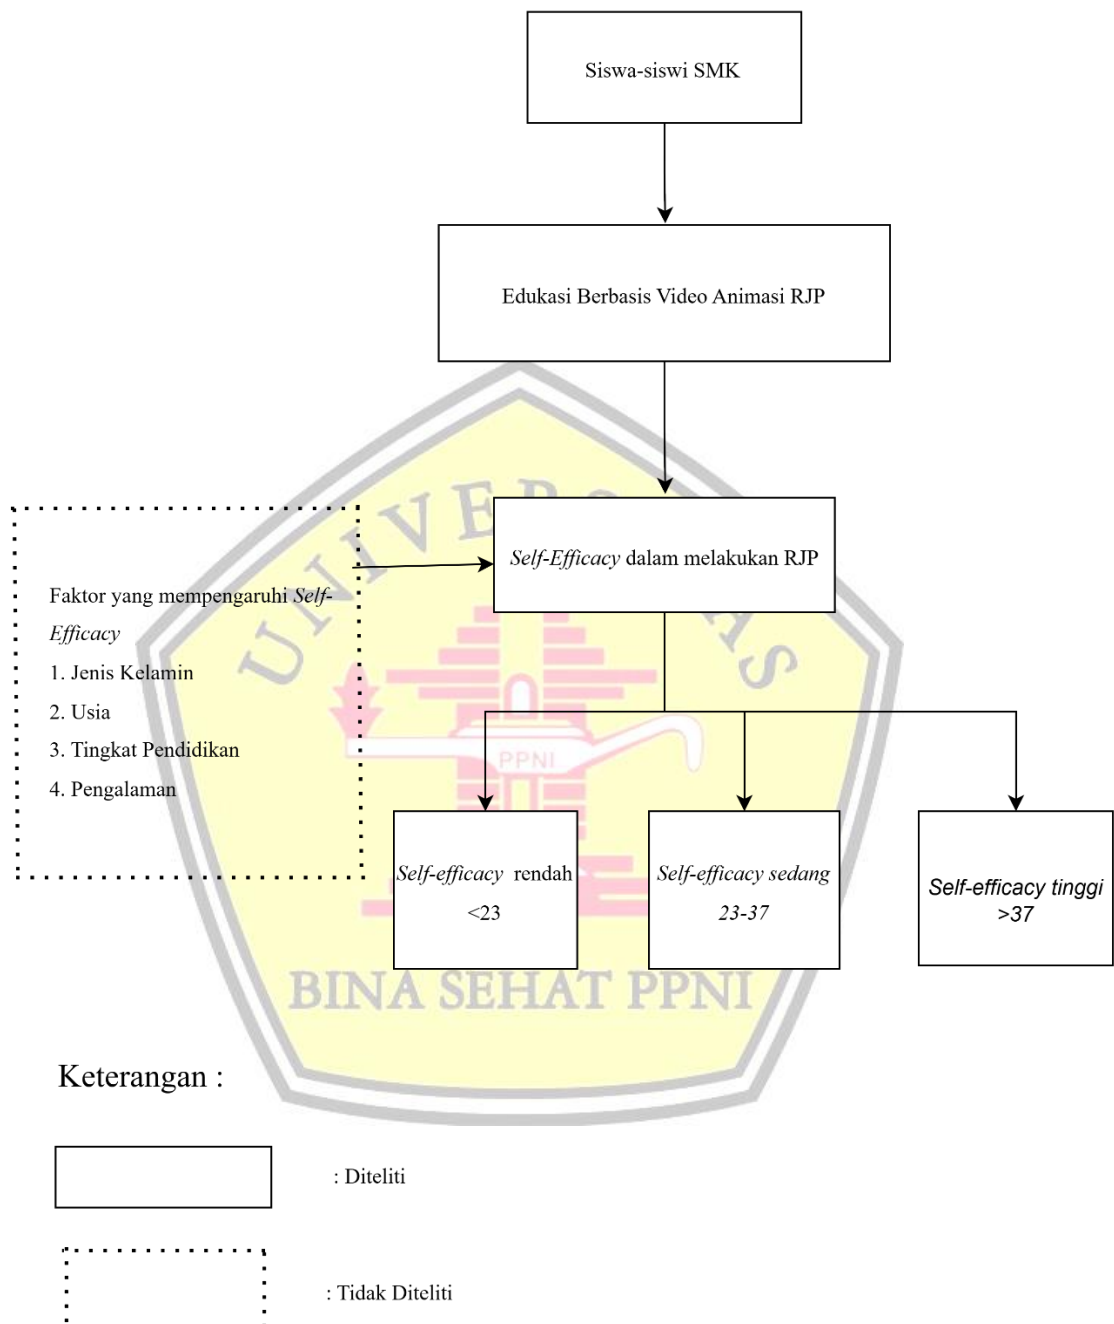 Siswa-siswi SMK
Edukasi Berbasis Video Animasi RJP
Self-Efficacy dalam melakukan RJP
Faktor yang mempengaruhi Self-
Efficacy
1. Jenis Kelamin
2. Usia
3. Tingkat Pendidikan
4. Pengalaman
PPNI
Self-efficacy rendah
<23
Self-efficacy sedang
23-37
Self-efficacy tinggi
>37
BINA SEHAT PPNI
Keterangan :
: Diteliti
: Tidak Diteliti